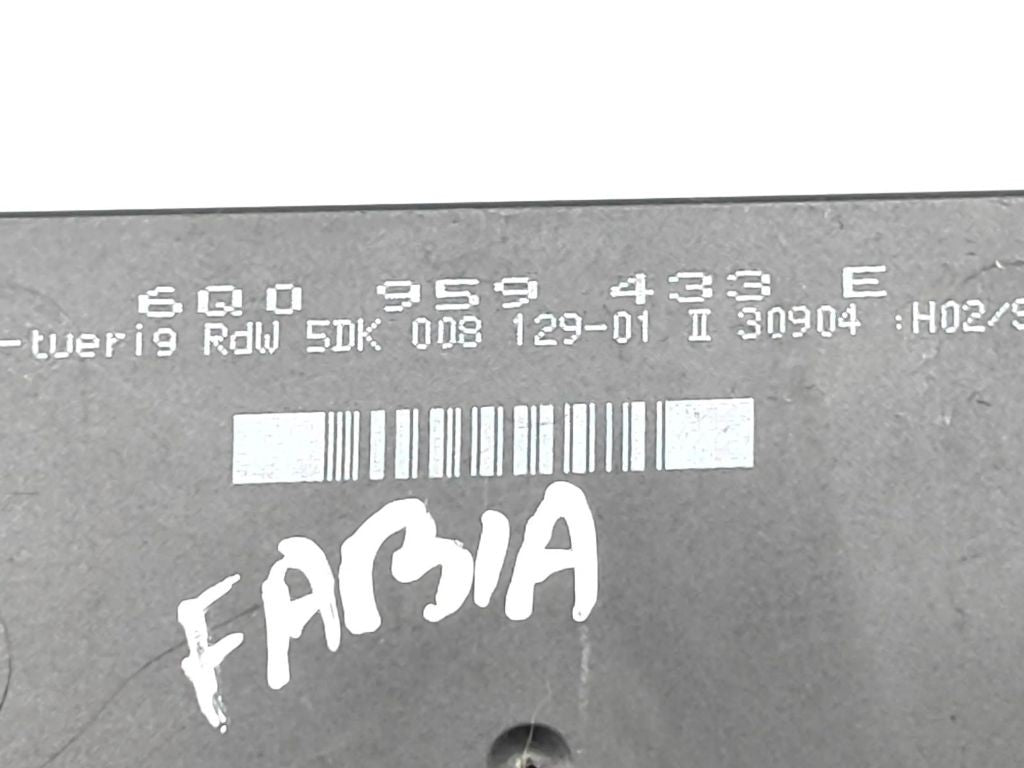 6Q0 959 433 E
-tuerig RdW 5DK 008 129-01 II 30904 :H02/S
FABIA